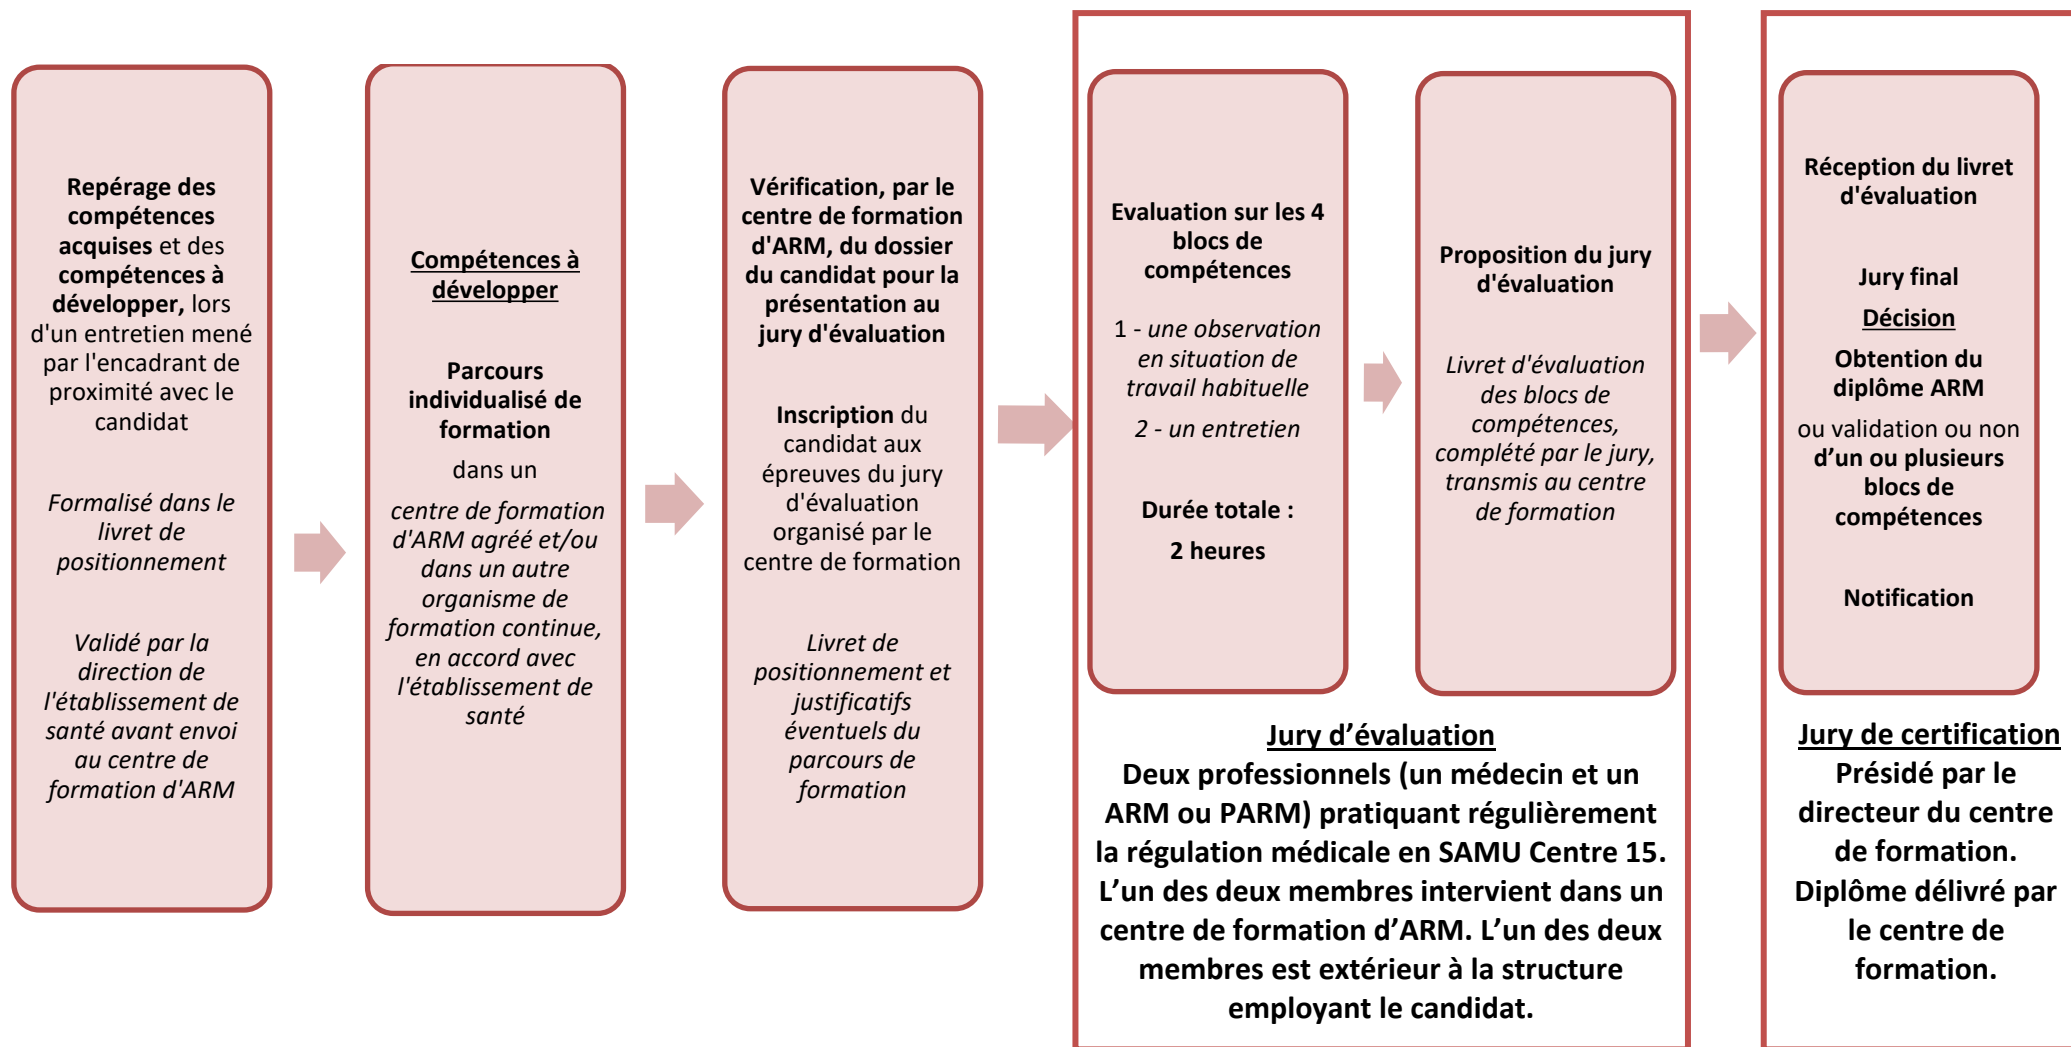 Repérage des
compétences
acquises et des
compétences à
développer, lors
d'un entretien mené
par l'encadrant de
proximité avec le
candidat
Formalisé dans le
livret de
positionnement
Validé par la
direction de
l'établissement de
santé avant envoi
au centre de
formation d'ARM
Compétences à
développer
Parcours
individualisé de
formation
dans un
centre de formation
d'ARM agréé et/ou
dans un autre
organisme de
formation continue,
en accord avec
l'établissement de
santé
Vérification, par le
centre de formation
d'ARM, du dossier
du candidat pour la
présentation au
jury d'évaluation
Inscription du
candidat aux
épreuves du jury
d'évaluation
organisé par le
centre de formation
Livret de
positionnement et
justificatifs
éventuels du
parcours de
formation
Evaluation sur les 4
blocs de
compétences
1 - une observation
en situation de
travail habituelle
2 - un entretien
Durée totale :
2 heures
Proposition du jury
d'évaluation
Livret d'évaluation
des blocs de
compétences,
complété par le jury,
transmis au centre
de formation
Jury d’évaluation
Deux professionnels (un médecin et un
ARM ou PARM) pratiquant régulièrement
la régulation médicale en SAMU Centre 15.
L’un des deux membres intervient dans un
centre de formation d’ARM. L’un des deux
membres est extérieur à la structure
employant le candidat.
Réception du livret
d'évaluation
Jury final
Décision
Obtention du
diplôme ARM
ou validation ou non
d’un ou plusieurs
blocs de
compétences
Notification
Jury de certification
Présidé par le
directeur du centre
de formation.
Diplôme délivré par
le centre de
formation.